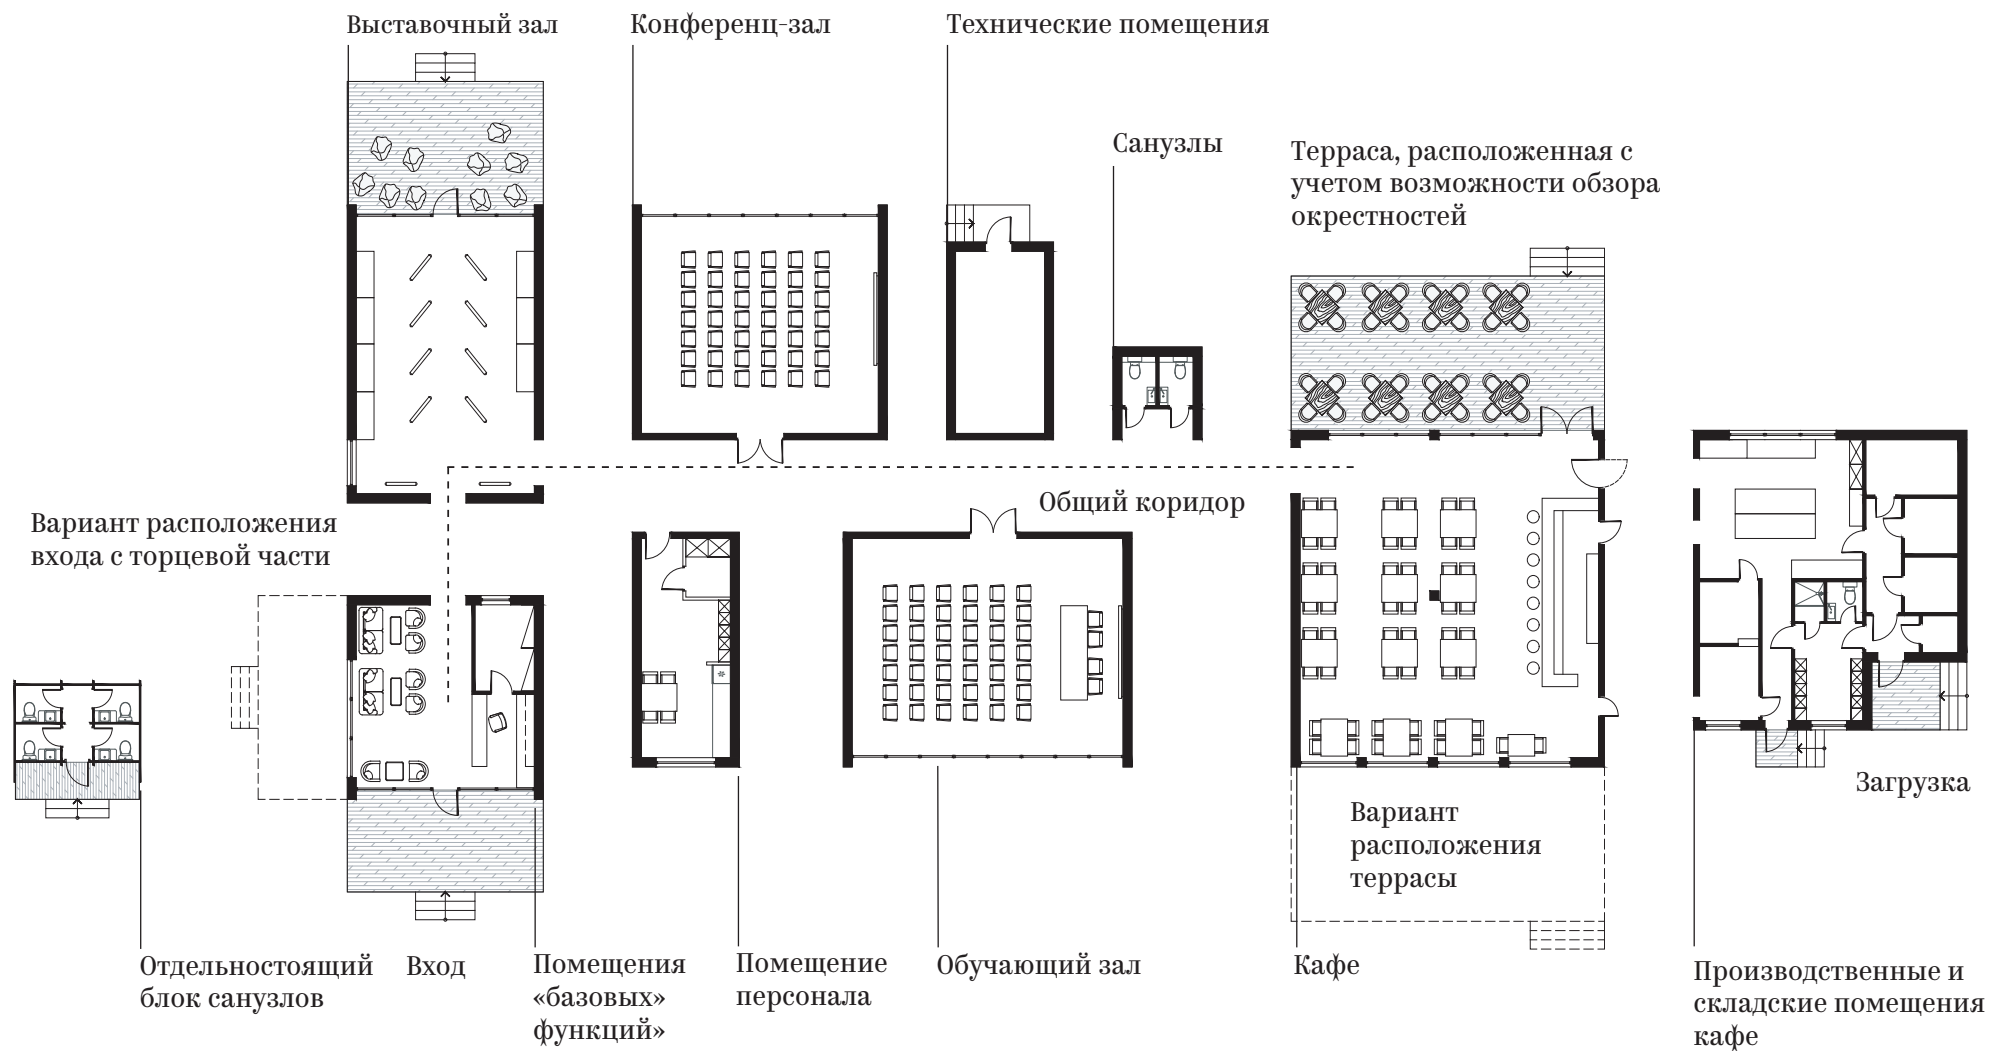 Выставочный зал
Конференц-зал
Технические помещения
Санузлы
Терраса, расположенная с
учетом возможности обзора
окрестностей
Общий коридор
Вариант расположения
входа с торцевой части
Загрузка
Вариант
расположения
террасы
Отдельностоящий
блок санузлов
Вход
Помещения
«базовых»
функций»
Помещение
персонала
Обучающий зал
Кафе
Производственные и
складские помещения
кафе